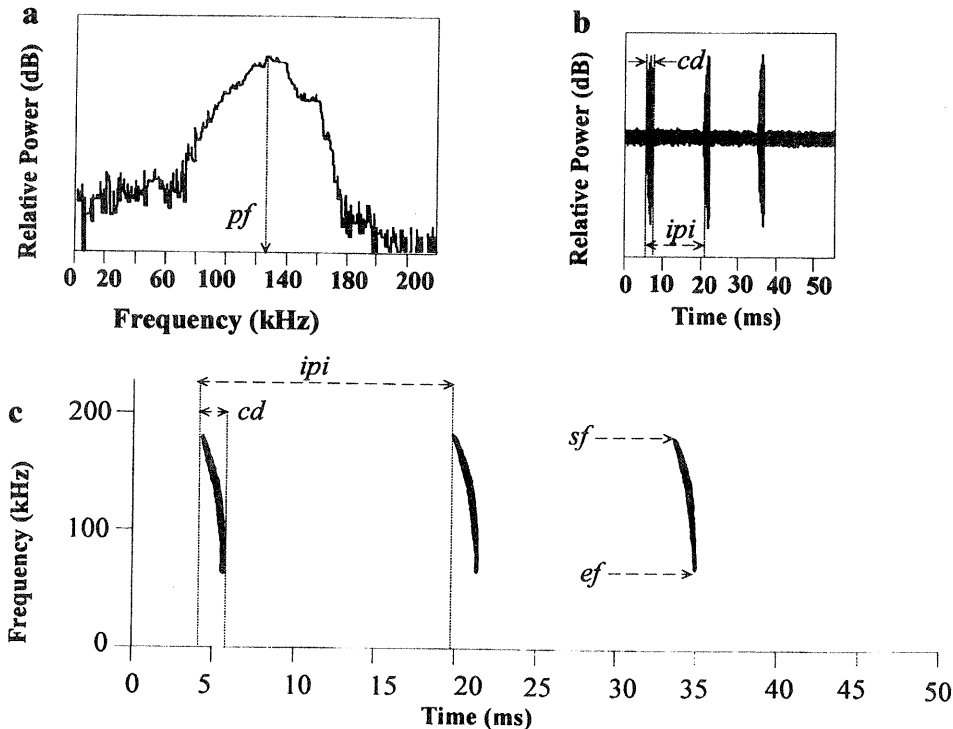 a
Relative Power (dB)
pf
0 20 60 100 140 180 200
Frequency (kHz)
b
Relative Power (dB)
cd
ipi
0 10 20 30 40 50
Time (ms)
c
Frequency (kHz)
200
100
0
ipi
cd
sf
ef
0 5 10 15 20 25 30 35 40 45 50
Time (ms)